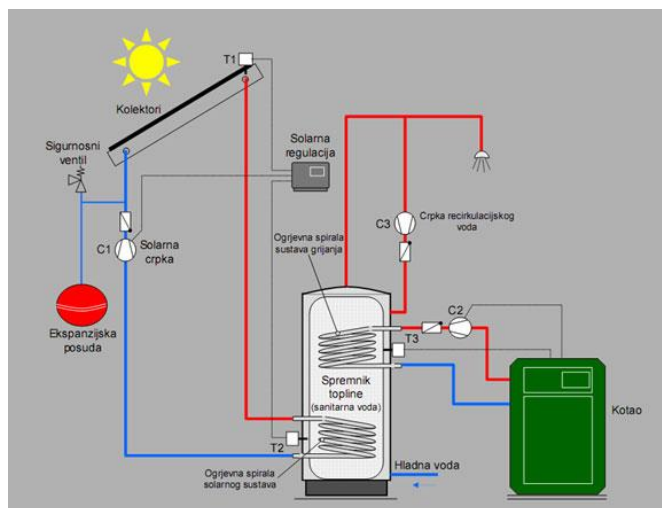 T1
Kolektori
Sigurnosni
ventil
Solarna
regulacija
C1
Solarna
crpka
Ekspanzijska
posuda
C3
Crpka recirkulacijskog
voda
Ogrjevna spirala
sustava grijanja
C2
T3
Spremnik
topline
(sanitarna voda)
Kotao
T2
Ogrjevna spirala
solarnog sustava
Hladna voda